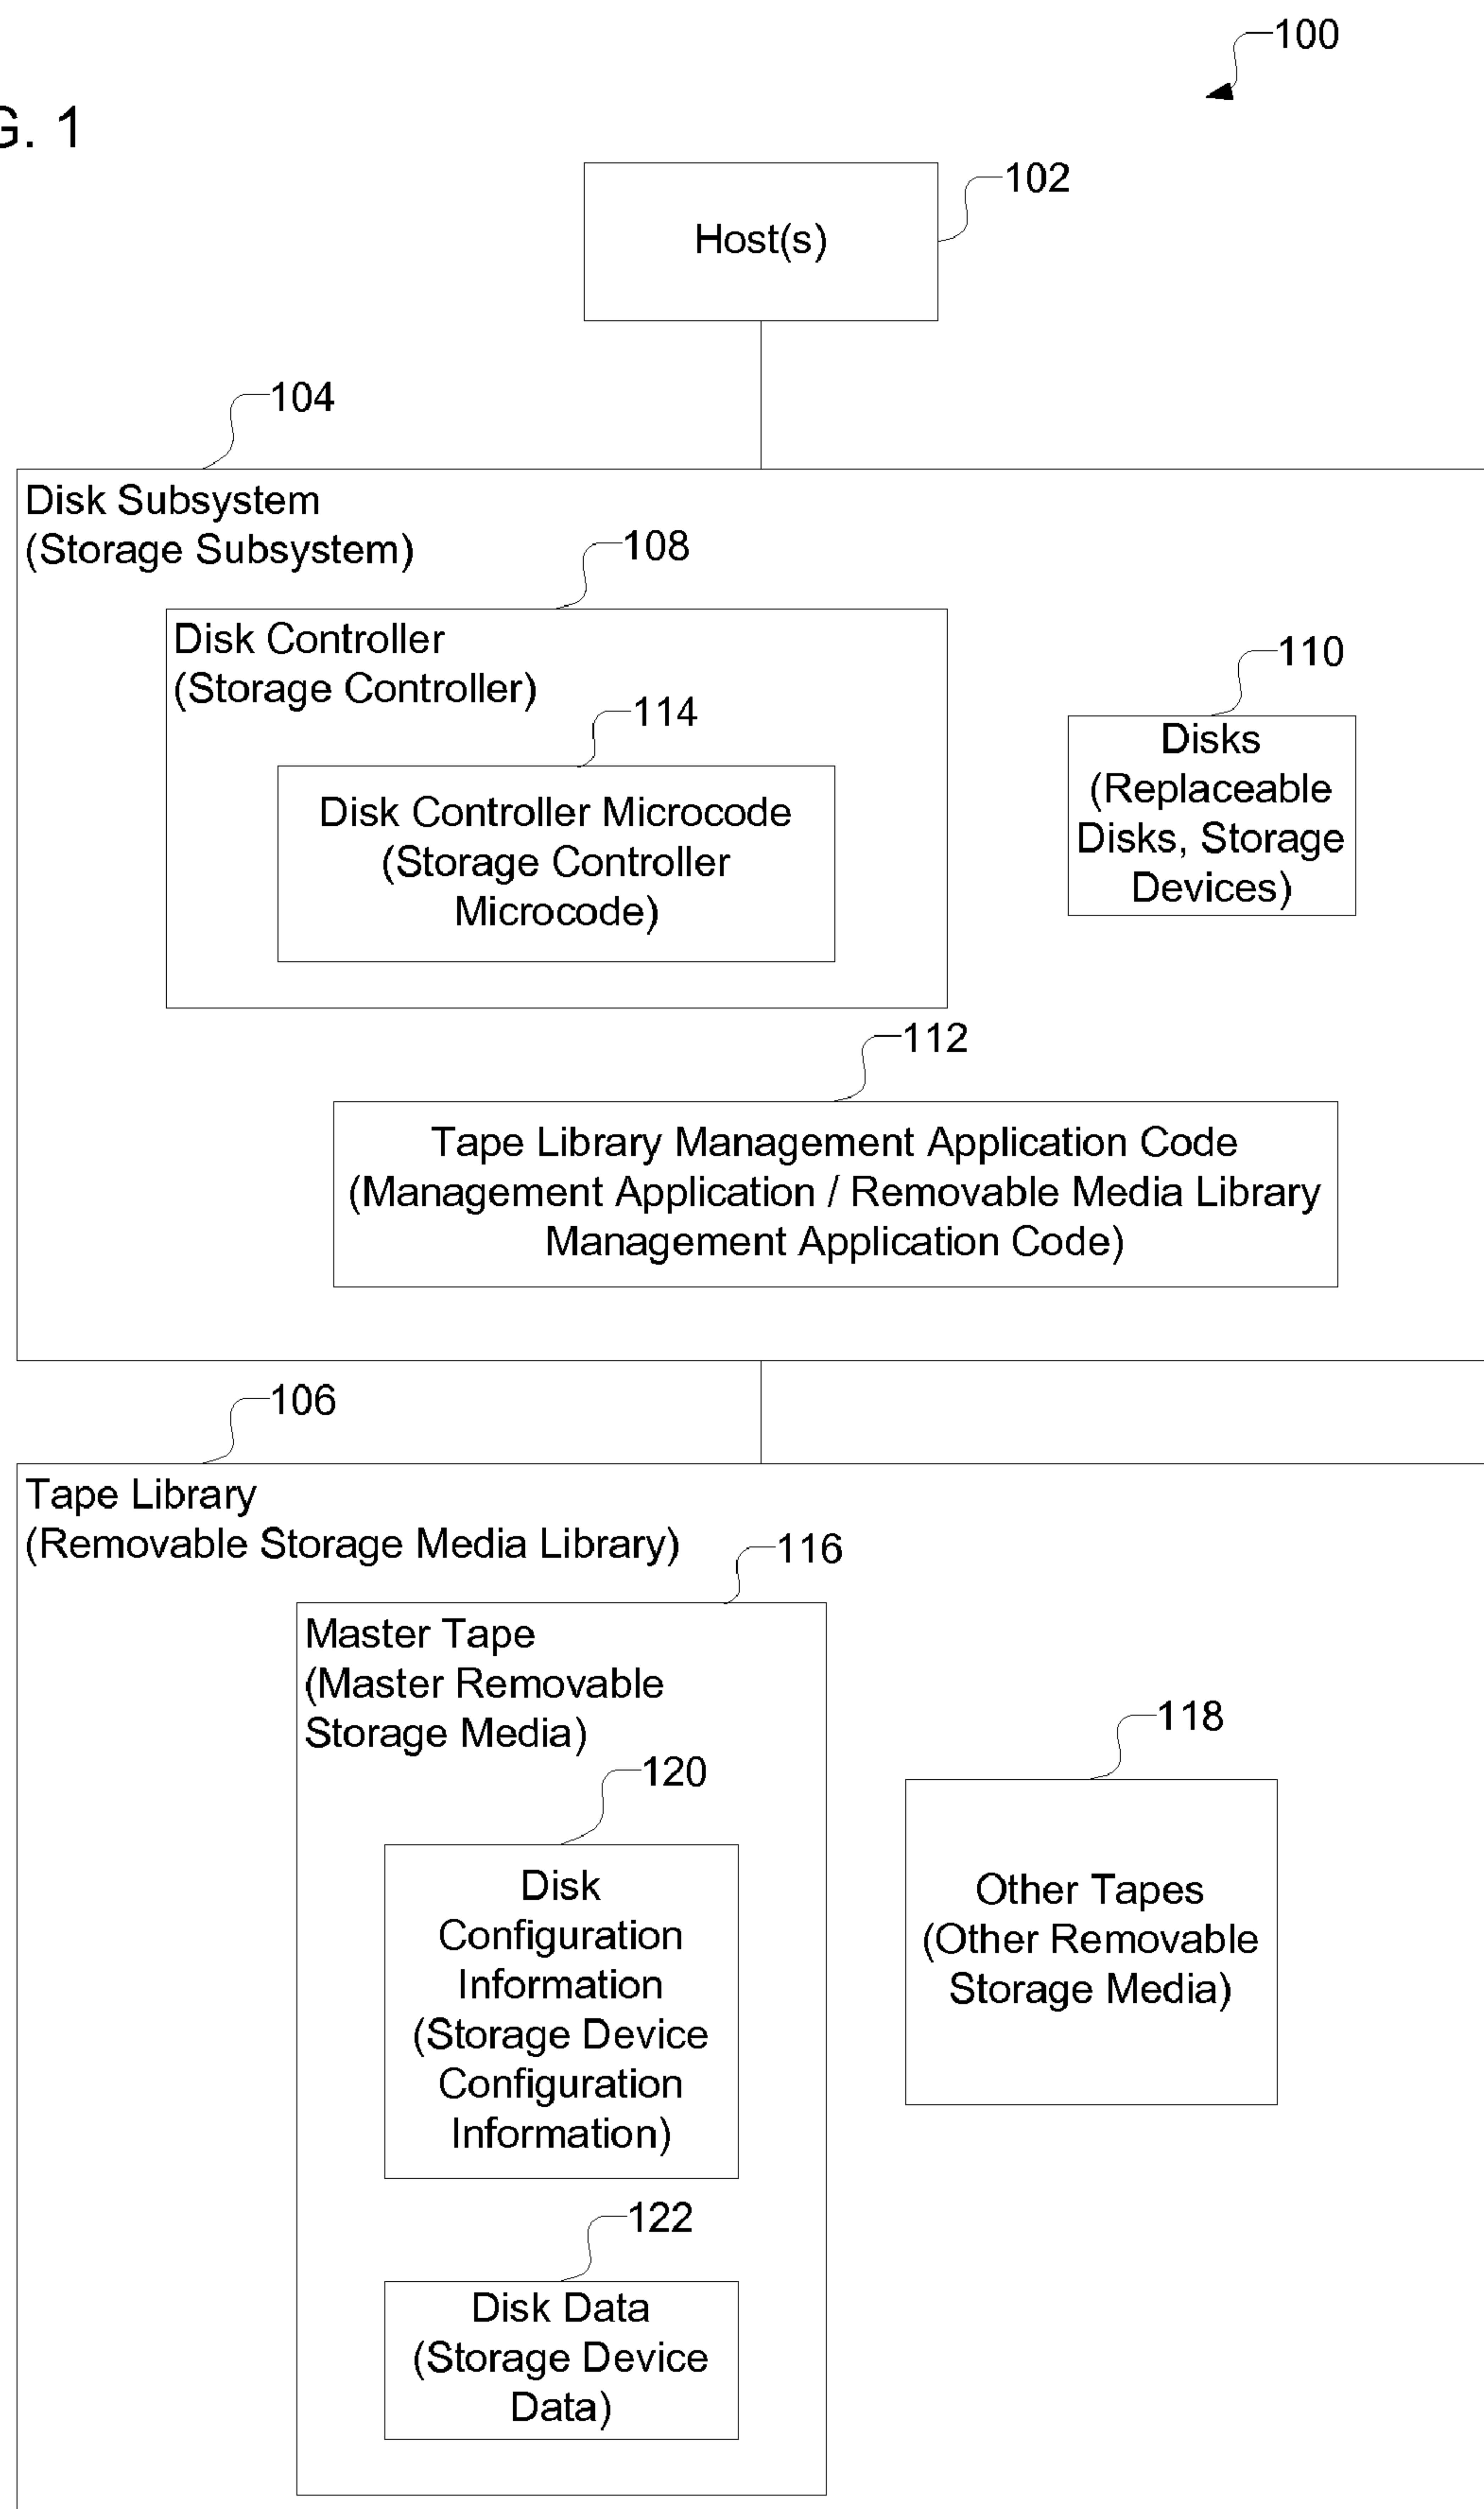 100
G. 1
102
Host(s)
104
Disk Subsystem
(Storage Subsystem)
108
Disk Controller
(Storage Controller)
110
114
Disks
(Replaceable
Disks, Storage
Devices)
Disk Controller Microcode
(Storage Controller
Microcode)
112
Tape Library Management Application Code
(Management Application / Removable Media Library
Management Application Code)
106
Tape Library
(Removable Storage Media Library)
116
Master Tape
(Master Removable
Storage Media)
118
120
Disk
Configuration
Information
(Storage Device
Configuration
Information)
Other Tapes
(Other Removable
Storage Media)
122
Disk Data
(Storage Device
Data)